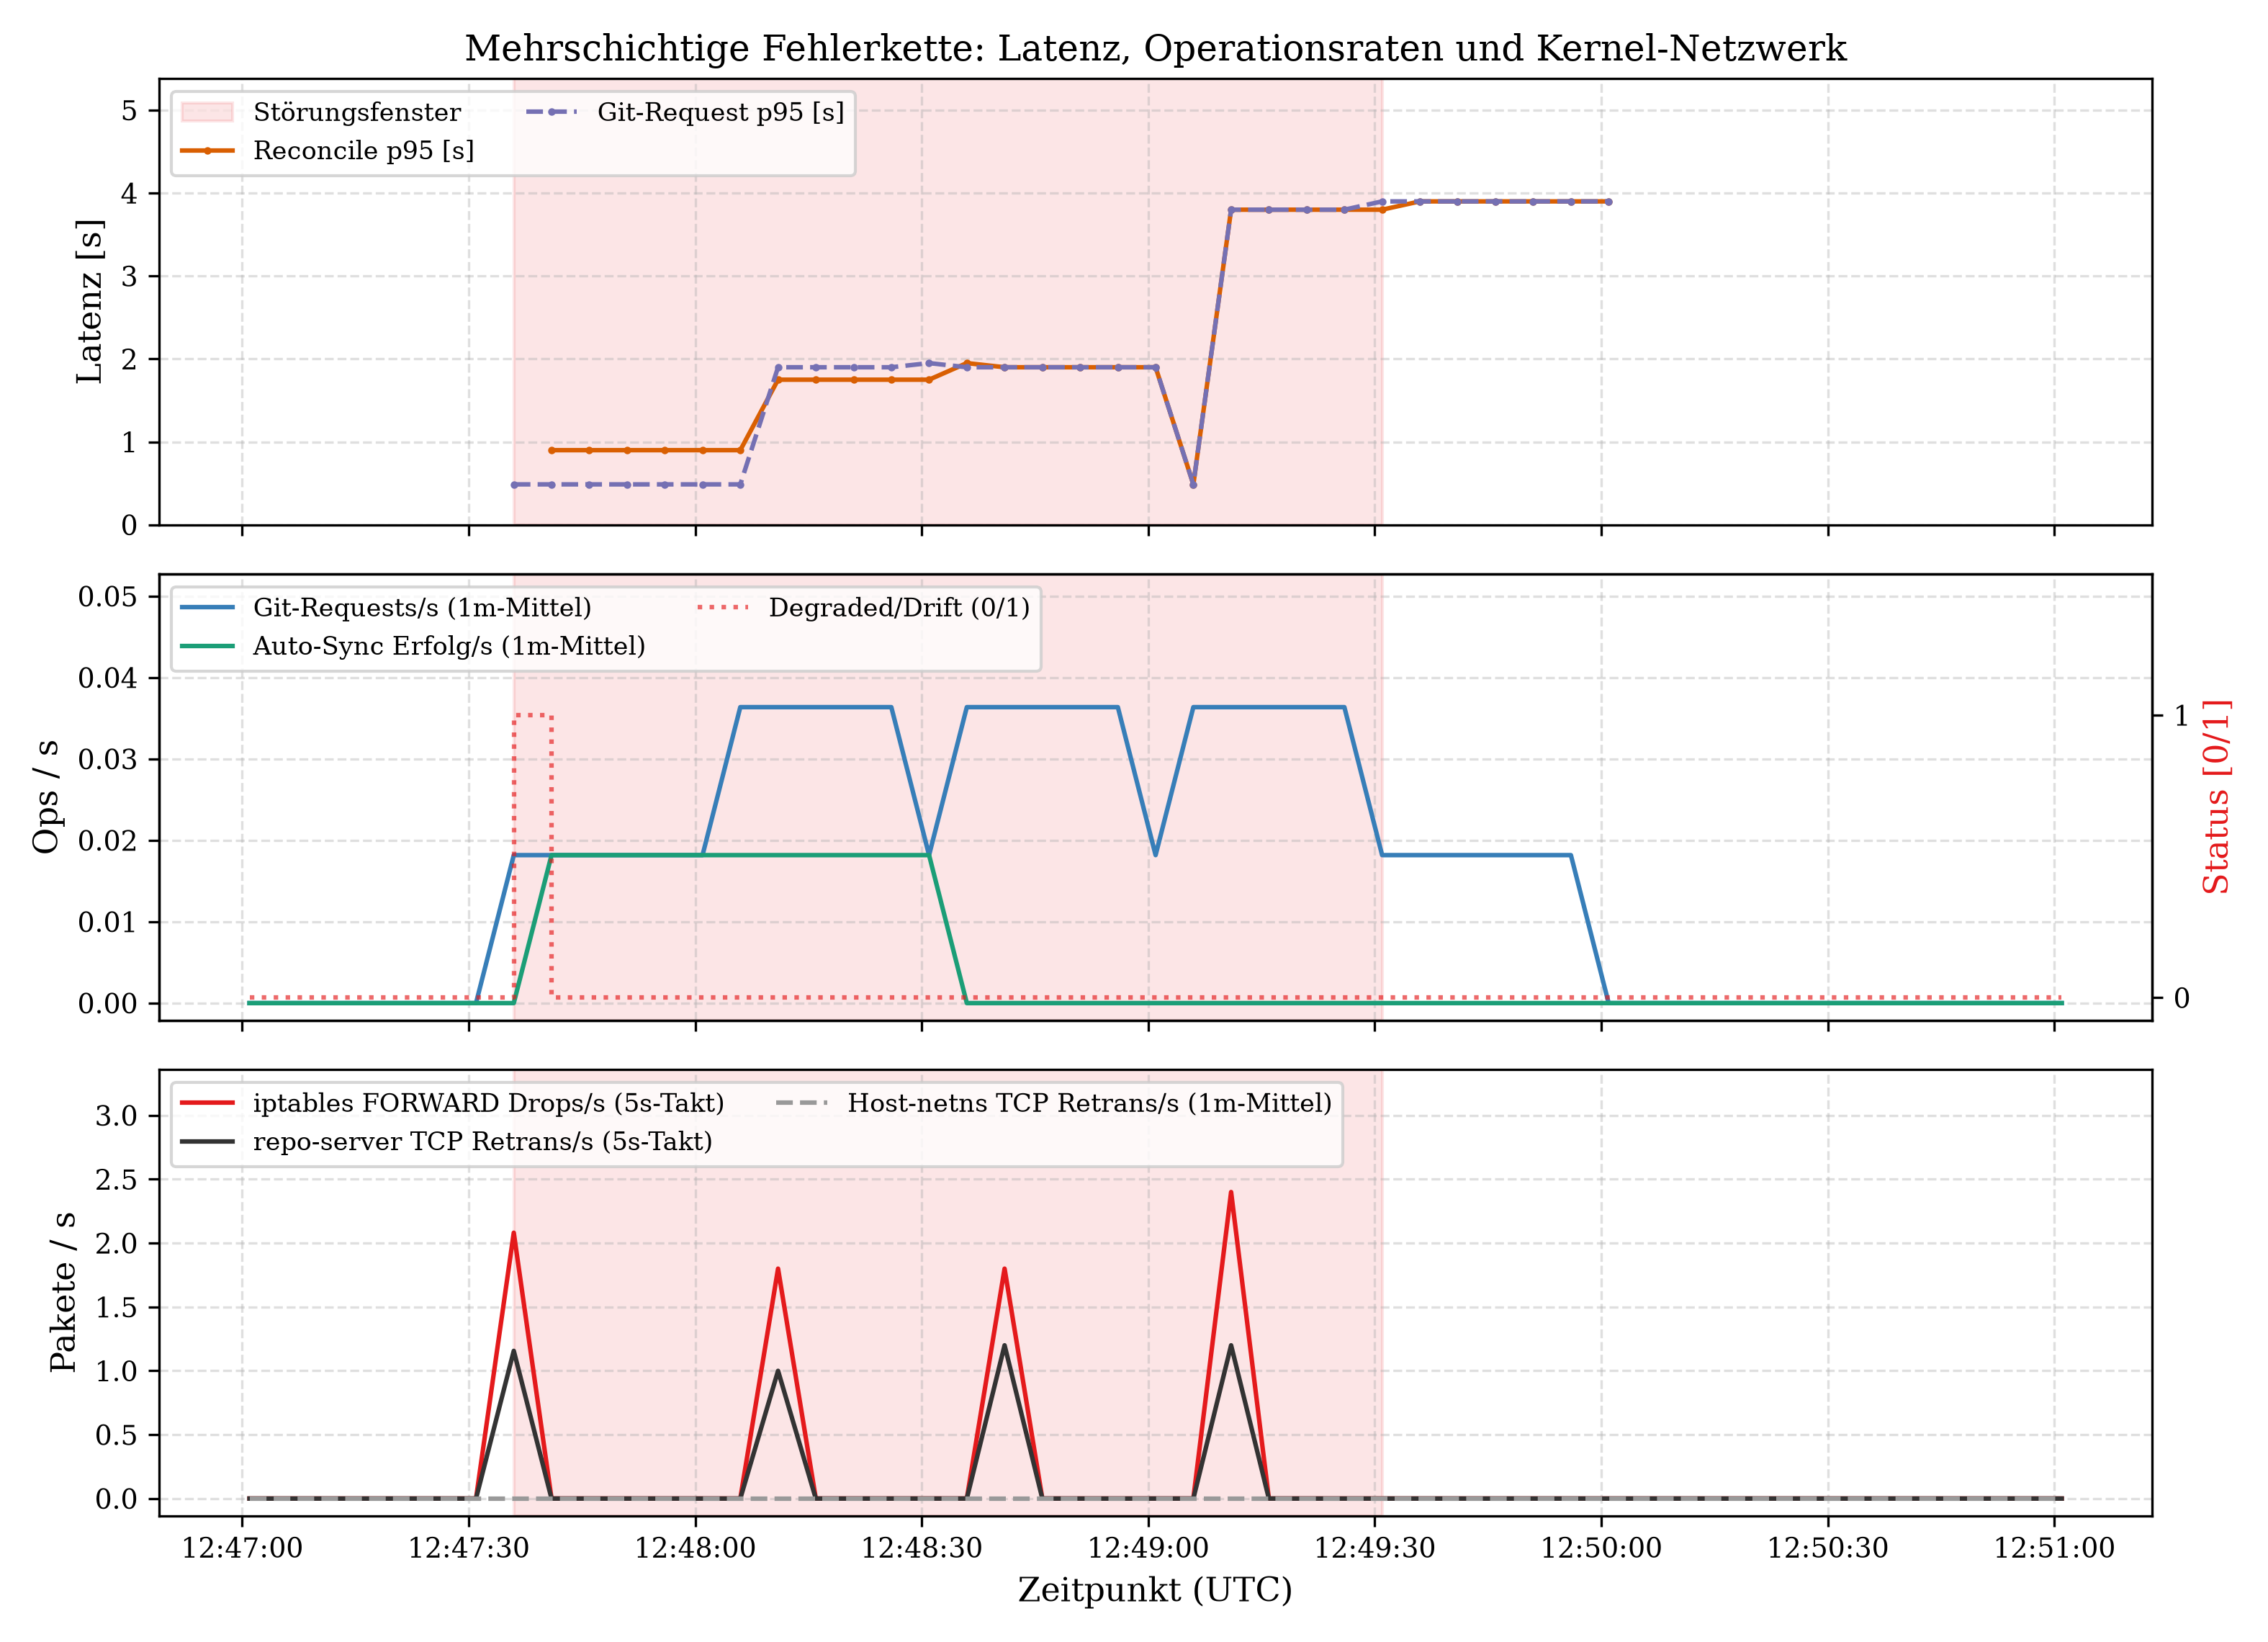 Mehrschichtige Fehlerkette: Latenz, Operationsraten und Kernel-Netzwerk
Störungsfenster
Reconcile p95 [s]
Git-Request p95 [s]
Latenz [s]
5
4
3
2
1
0
Git-Requests/s (1m-Mittel)
Auto-Sync Erfolg/s (1m-Mittel)
Degraded/Drift (0/1)
Ops / s
0.05
0.04
0.03
0.02
0.01
0.00
Status [0/1]
1
0
iptables FORWARD Drops/s (5s-Takt)
repo-server TCP Retrans/s (5s-Takt)
Host-netns TCP Retrans/s (1m-Mittel)
Pakete / s
3.0
2.5
2.0
1.5
1.0
0.5
0.0
12:47:00 12:47:30 12:48:00 12:48:30 12:49:00 12:49:30 12:50:00 12:50:30 12:51:00
Zeitpunkt (UTC)